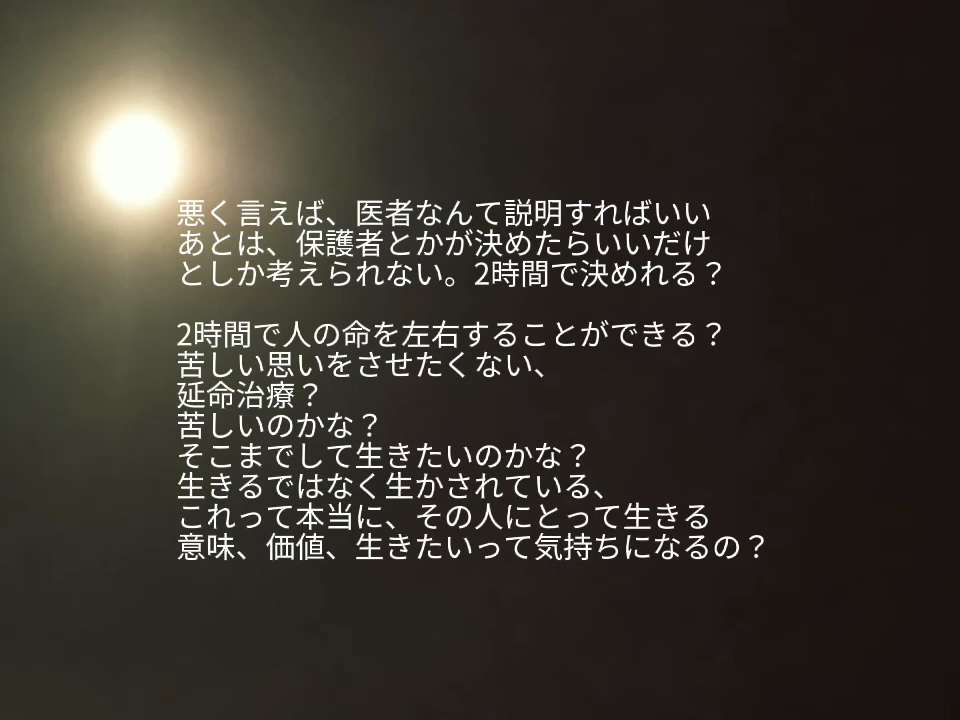 悪く言えば、医者なんて説明すればいい
あとは、保護者とかが決めたらいいだけ
としか考えられない。2時間で決めれる？
2時間で人の命を左右することができる？
苦しい思いをさせたくない、
延命治療？
苦しいのかな？
そこまでして生きたいのかな？
生きるではなく生かされている、
これって本当に、その人にとって生きる
意味、価値、生きたいって気持ちになるの？